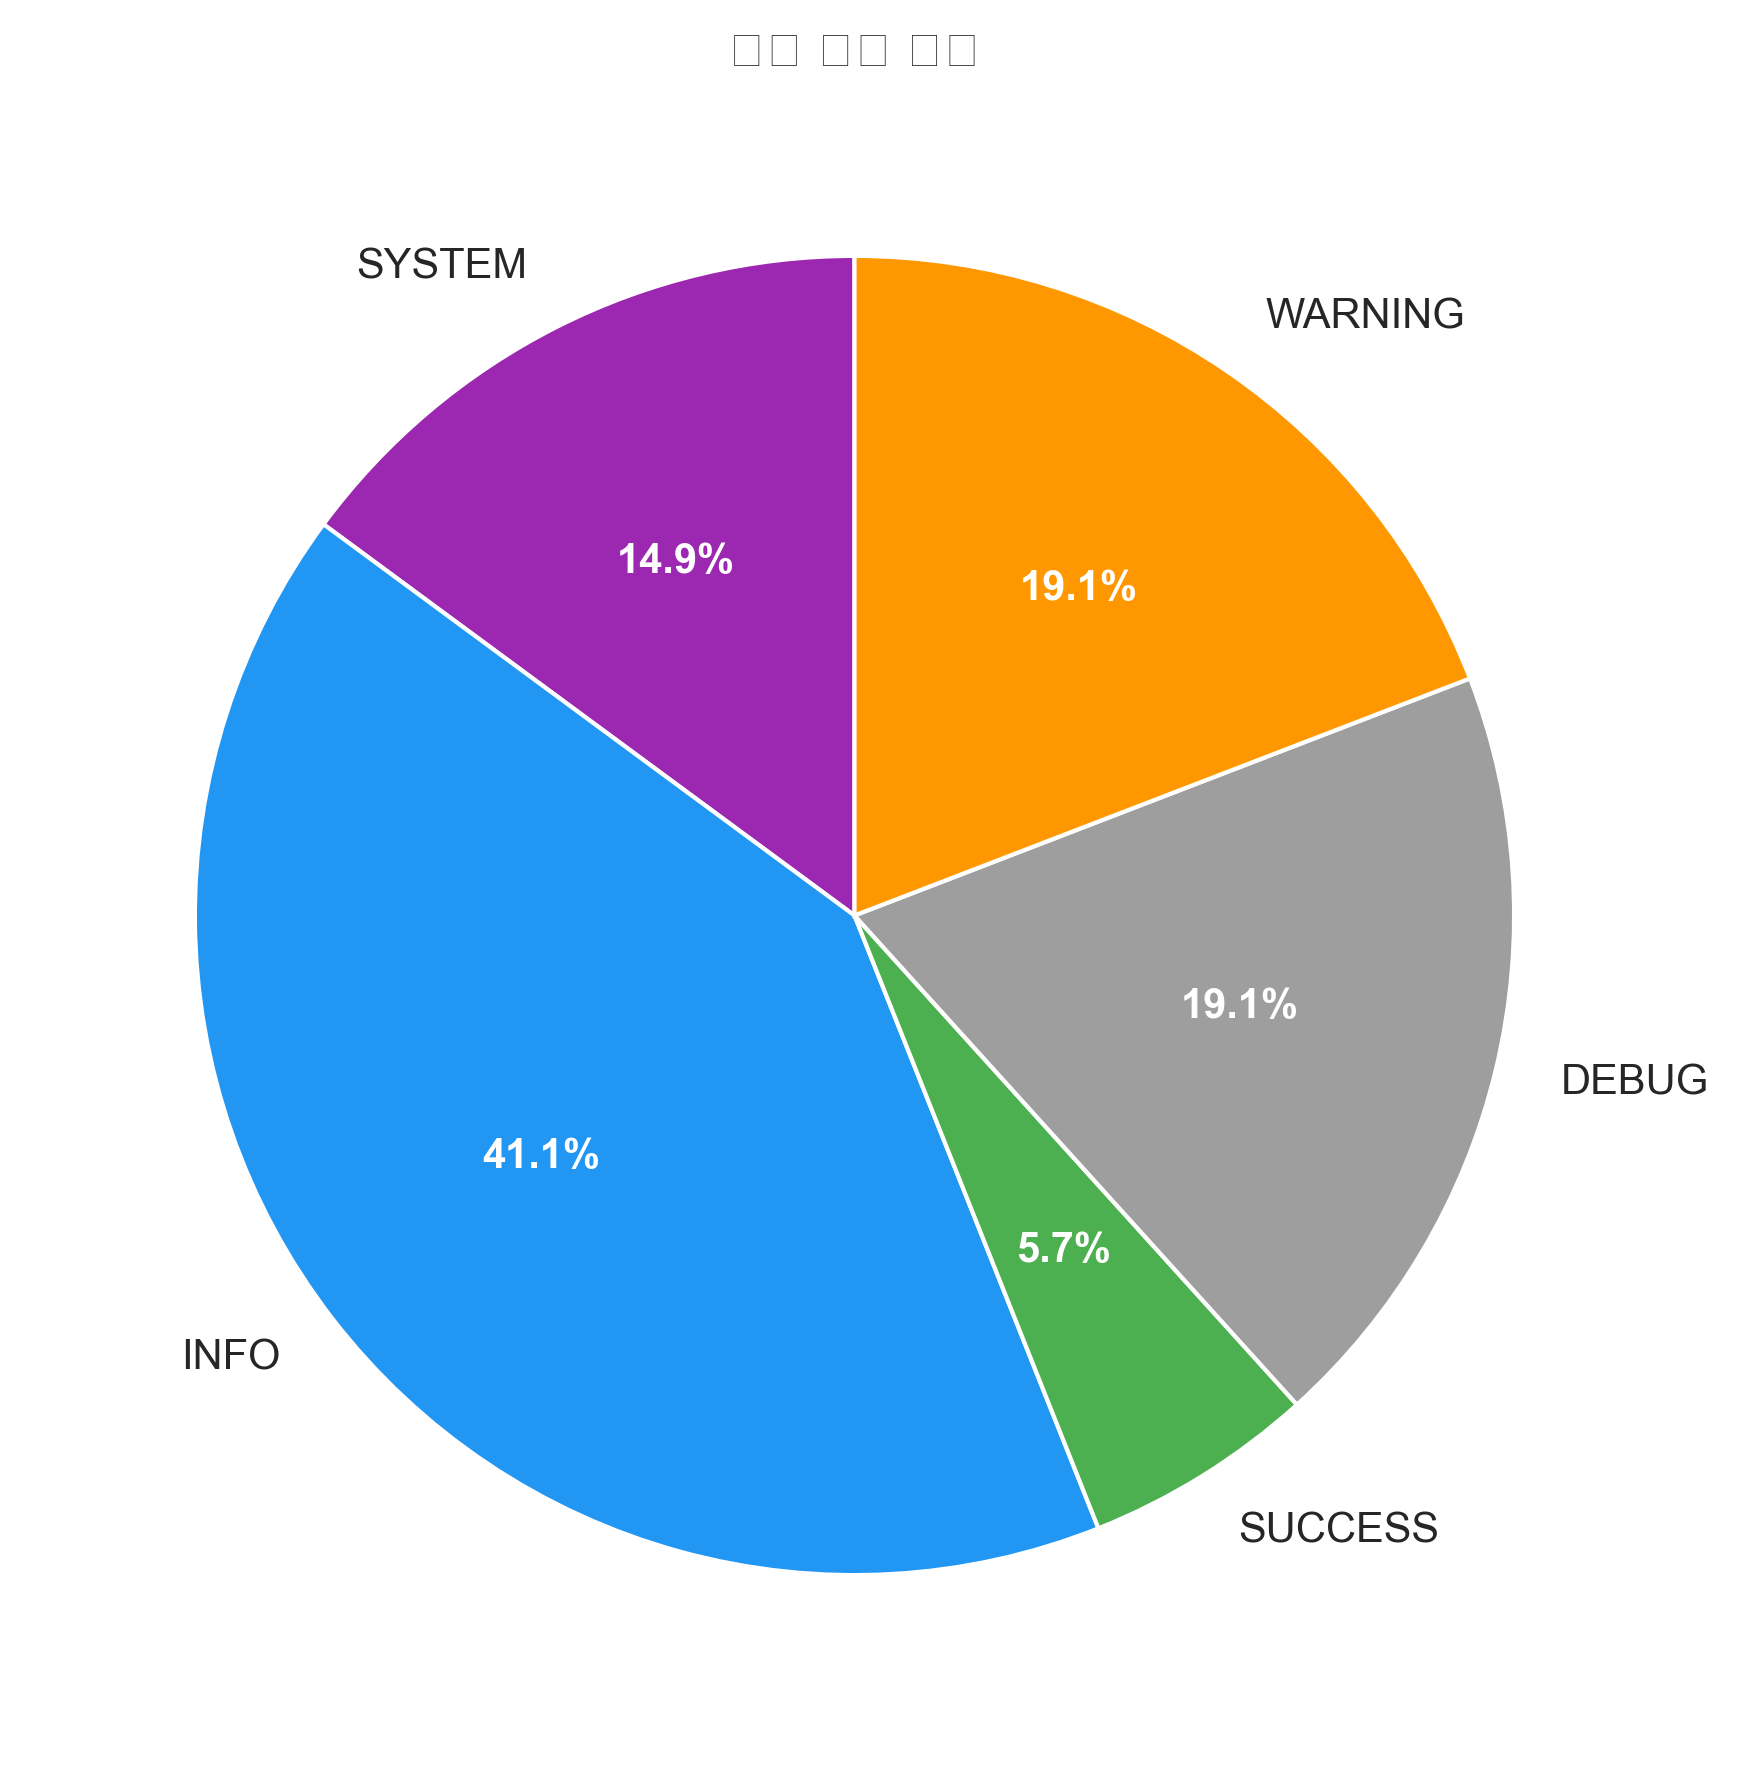 SYSTEM
WARNING
14.9%
19.1%
19.1%
DEBUG
41.1%
5.7%
INFO
SUCCESS